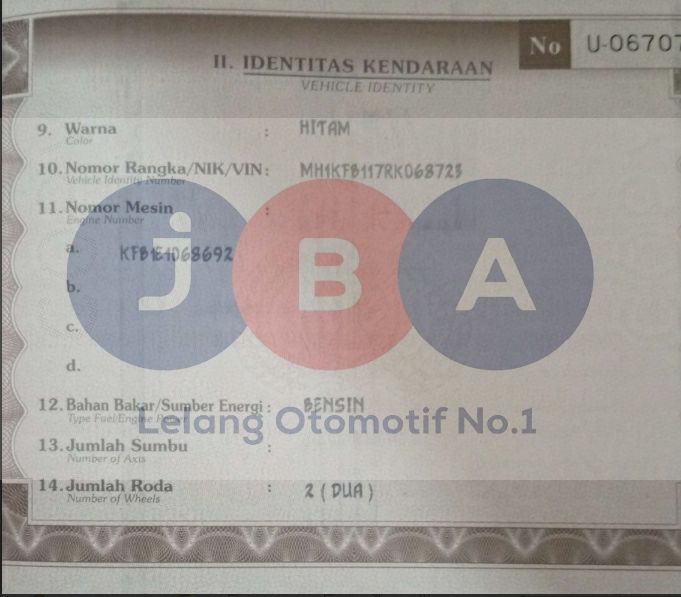 No U-06707
II. IDENTITAS KENDARAAN
VEHICLE IDENTITY
9. Warna : HITAM
Color
10. Nomor Rangka/NIK/VIN: MH1KFB117RK068723
Vehicle Identity Number
11. Nomor Mesin :
Engine Number
a. KFB1E1068692
b.
c.
d.
jBA
12. Bahan Bakar/Sumber Energi : BENSIN
Type Fuel/Engine
Lelang Otomotif No.1
13. Jumlah Sumbu :
Number of Axis
14. Jumlah Roda : 2 ( DUA )
Number of Wheels